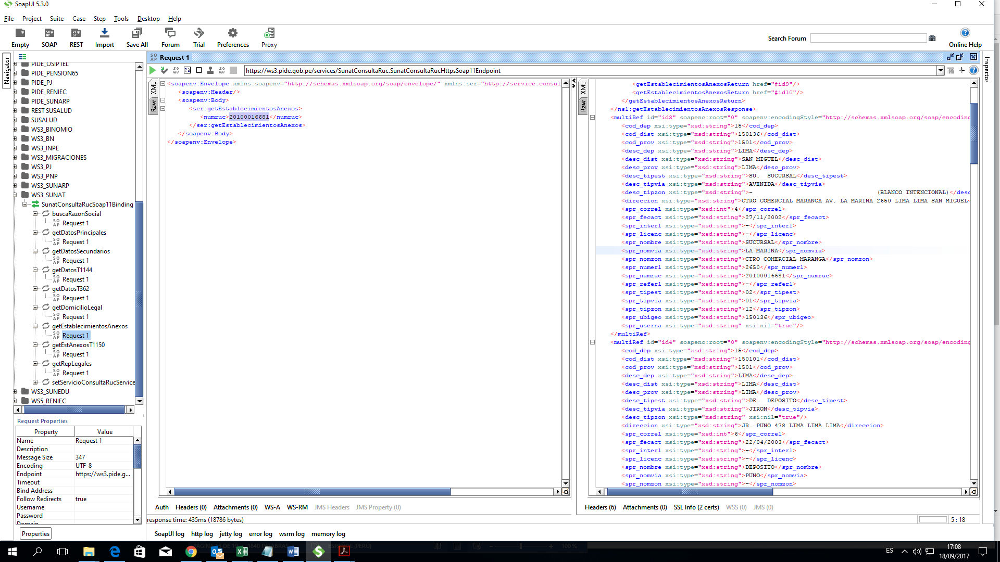 SoapUI 5.3.0
File Project Suite Case Step Tools Desktop Help
Empty SOAP REST Import Save All Forum Trial Preferences Proxy
Search Forum
Online Help
Navigator
PIDE_OSIPTEL
PIDE_PENSION65
PIDE_PJ
PIDE_RENIEC
PIDE_SUNARP
REST SUSALUD
SUSALUD
WS3_BINOMIO
WS3_BN
WS3_INPE
WS3_MIGRACIONES
WS3_PJ
WS3_PNP
WS3_SUNARP
WS3_SUNAT
SunatConsultaRucSoap11Binding
buscaRazonSocial
Request 1
getDatosPrincipales
Request 1
getDatosSecundarios
Request 1
getDatosT1144
Request 1
getDatosT362
Request 1
getDomicilioLegal
Request 1
getEstablecimientosAnexos
Request 1
getEstAnexosT1150
Request 1
getRepLegales
Request 1
setServicioConsultaRucService
WS3_SUNEDU
WS5_RENIEC
Request Properties
Property Value
Name Request 1
Description
Message Size 347
Encoding UTF-8
Endpoint https://ws3.pide.g...
Timeout
Bind Address
Follow Redirects true
Username
Password
Domain
Properties
Request 1
https://ws3.pide.gob.pe/services/SunatConsultaRuc.SunatConsultaRucHttpsSoap11Endpoint
XML
Raw
<soapenv:Envelope xmlns:soapenv="http://schemas.xmlsoap.org/soap/envelope/" xmlns:ser="http://service.consul
<soapenv:Header/>
<soapenv:Body>
<ser:getEstablecimientosAnexos>
<numruc>20100016681</numruc>
</ser:getEstablecimientosAnexos>
</soapenv:Body>
</soapenv:Envelope>
Auth Headers (0) Attachments (0) WS-A WS-RM JMS Headers JMS Property (0)
response time: 435ms (18786 bytes)
XML
Raw
<getEstablecimientosAnexosReturn href="#id9"/>
<getEstablecimientosAnexosReturn href="#id10"/>
</getEstablecimientosAnexosReturn>
</ns1:getEstablecimientosAnexosResponse>
<multiRef id="id3" soapenc:root="0" soapenv:encodingStyle="http://schemas.xmlsoap.org/soap/encoding
<cod_dep xsi:type="xsd:string">15</cod_dep>
<cod_dist xsi:type="xsd:string">150136</cod_dist>
<cod_prov xsi:type="xsd:string">1501</cod_prov>
<desc_dep xsi:type="xsd:string">LIMA</desc_dep>
<desc_dist xsi:type="xsd:string">SAN MIGUEL</desc_dist>
<desc_prov xsi:type="xsd:string">LIMA</desc_prov>
<desc_tipest xsi:type="xsd:string">SU. SUCURSAL</desc_tipest>
<desc_tipvia xsi:type="xsd:string">AVENIDA</desc_tipvia>
<desc_tipzon xsi:type="xsd:string">- (BLANCO INTENCIONAL)</desc
<direccion xsi:type="xsd:string">CTRO COMERCIAL MARANGA AV. LA MARINA 2650 LIMA LIMA SAN MIGUEL<
<spr_correl xsi:type="xsd:int">4</spr_correl>
<spr_fecact xsi:type="xsd:string">27/11/2002</spr_fecact>
<spr_inter1 xsi:type="xsd:string">-</spr_inter1>
<spr_licenc xsi:type="xsd:string">-</spr_licenc>
<spr_nombre xsi:type="xsd:string">SUCURSAL</spr_nombre>
<spr_nomvia xsi:type="xsd:string">LA MARINA</spr_nomvia>
<spr_nomzon xsi:type="xsd:string">CTRO COMERCIAL MARANGA</spr_nomzon>
<spr_numer1 xsi:type="xsd:string">2650</spr_numer1>
<spr_numruc xsi:type="xsd:string">20100016681</spr_numruc>
<spr_refer1 xsi:type="xsd:string">-</spr_refer1>
<spr_tipest xsi:type="xsd:string">02</spr_tipest>
<spr_tipvia xsi:type="xsd:string">01</spr_tipvia>
<spr_tipzon xsi:type="xsd:string">12</spr_tipzon>
<spr_ubigeo xsi:type="xsd:string">150136</spr_ubigeo>
<spr_userna xsi:type="xsd:string" xsi:nil="true"/>
</multiRef>
<multiRef id="id4" soapenc:root="0" soapenv:encodingStyle="http://schemas.xmlsoap.org/soap/encoding
<cod_dep xsi:type="xsd:string">15</cod_dep>
<cod_dist xsi:type="xsd:string">150101</cod_dist>
<cod_prov xsi:type="xsd:string">1501</cod_prov>
<desc_dep xsi:type="xsd:string">LIMA</desc_dep>
<desc_dist xsi:type="xsd:string">LIMA</desc_dist>
<desc_prov xsi:type="xsd:string">LIMA</desc_prov>
<desc_tipest xsi:type="xsd:string">DE. DEPOSITO</desc_tipest>
<desc_tipvia xsi:type="xsd:string">JIRON</desc_tipvia>
<desc_tipzon xsi:type="xsd:string" xsi:nil="true"/>
<direccion xsi:type="xsd:string">JR. PUNO 478 LIMA LIMA LIMA</direccion>
<spr_correl xsi:type="xsd:int">6</spr_correl>
<spr_fecact xsi:type="xsd:string">22/04/2003</spr_fecact>
<spr_inter1 xsi:type="xsd:string">-</spr_inter1>
<spr_licenc xsi:type="xsd:string">-</spr_licenc>
<spr_nombre xsi:type="xsd:string">DEPOSITO</spr_nombre>
<spr_nomvia xsi:type="xsd:string">PUNO</spr_nomvia>
<spr_nomzon xsi:type="xsd:string">-</spr_nomzon>
Headers (6) Attachments (0) SSL Info (2 certs) WSS (0) JMS (0)
5 : 18
Inspector
SoapUI log http log jetty log error log wsrm log memory log
ES
17:08
18/09/2017